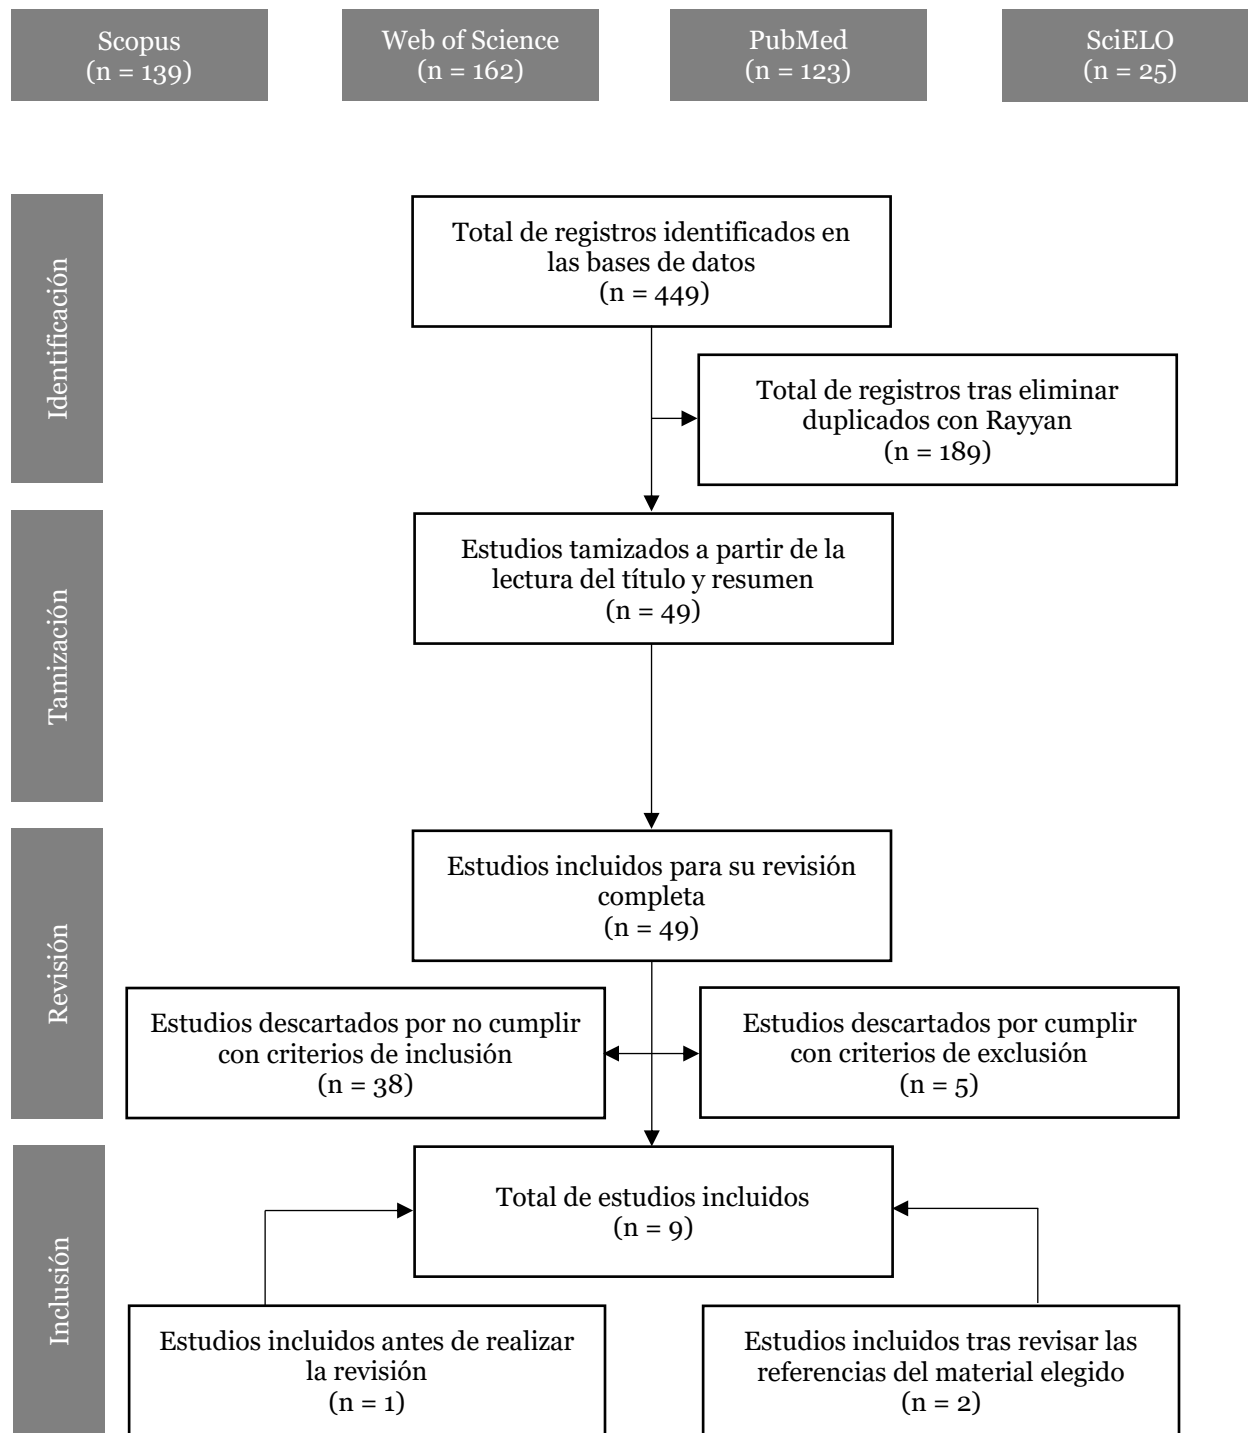 Scopus
(n = 139)
Web of Science
(n = 162)
PubMed
(n = 123)
SciELO
(n = 25)
Identificación
Total de registros identificados en
las bases de datos
(n = 449)
Total de registros tras eliminar
duplicados con Rayyan
(n = 189)
Tamización
Estudios tamizados a partir de la
lectura del título y resumen
(n = 49)
Revisión
Estudios incluidos para su revisión
completa
(n = 49)
Estudios descartados por no cumplir
con criterios de inclusión
(n = 38)
Estudios descartados por cumplir
con criterios de exclusión
(n = 5)
Inclusión
Total de estudios incluidos
(n = 9)
Estudios incluidos antes de realizar
la revisión
(n = 1)
Estudios incluidos tras revisar las
referencias del material elegido
(n = 2)